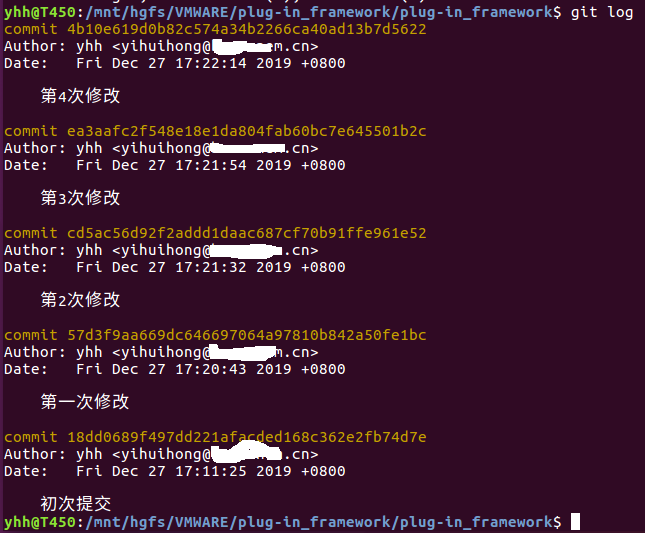 yhh@T450:/mnt/hgfs/VMWARE/plug-in_framework/plug-in_framework$ git log
commit 4b10e619d0b82c574a34b2266ca40ad13b7d5622
Author: yhh <yihuihong@.cn>
Date:   Fri Dec 27 17:22:14 2019 +0800
第4次修改
commit ea3aafc2f548e18e1da804fab60bc7e645501b2c
Author: yhh <yihuihong@.cn>
Date:   Fri Dec 27 17:21:54 2019 +0800
第3次修改
commit cd5ac56d92f2addd1daac687cf70b91ffe961e52
Author: yhh <yihuihong@.cn>
Date:   Fri Dec 27 17:21:32 2019 +0800
第2次修改
commit 57d3f9aa669dc646697064a97810b842a50fe1bc
Author: yhh <yihuihong@.cn>
Date:   Fri Dec 27 17:20:43 2019 +0800
第一次修改
commit 18dd0689f497dd221afacded168c362e2fb74d7e
Author: yhh <yihuihong@.cn>
Date:   Fri Dec 27 17:11:25 2019 +0800
初次提交
yhh@T450:/mnt/hgfs/VMWARE/plug-in_framework/plug-in_framework$